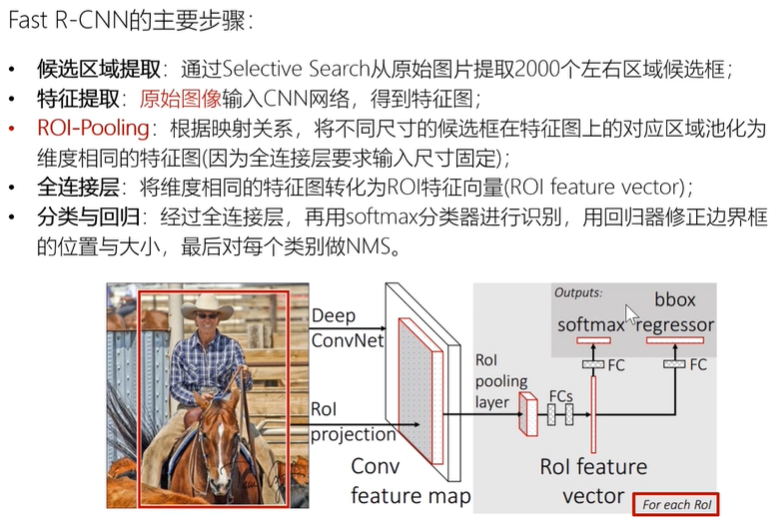 Fast R-CNN的主要步骤：
• 候选区域提取：通过Selective Search从原始图片提取2000个左右区域候选框；
• 特征提取：原始图像输入CNN网络，得到特征图；
• ROI-Pooling：根据映射关系，将不同尺寸的候选框在特征图上的对应区域池化为
维度相同的特征图(因为全连接层要求输入尺寸固定)；
• 全连接层：将维度相同的特征图转化为ROI特征向量(ROI feature vector)；
• 分类与回归：经过全连接层，再用softmax分类器进行识别，用回归器修正边界框
的位置与大小，最后对每个类别做NMS。
Deep
ConvNet
RoI
projection
Conv
feature map
RoI
pooling
layer
FCs
Outputs:
softmax
bbox
regressor
FC
FC
RoI feature
vector
For each RoI